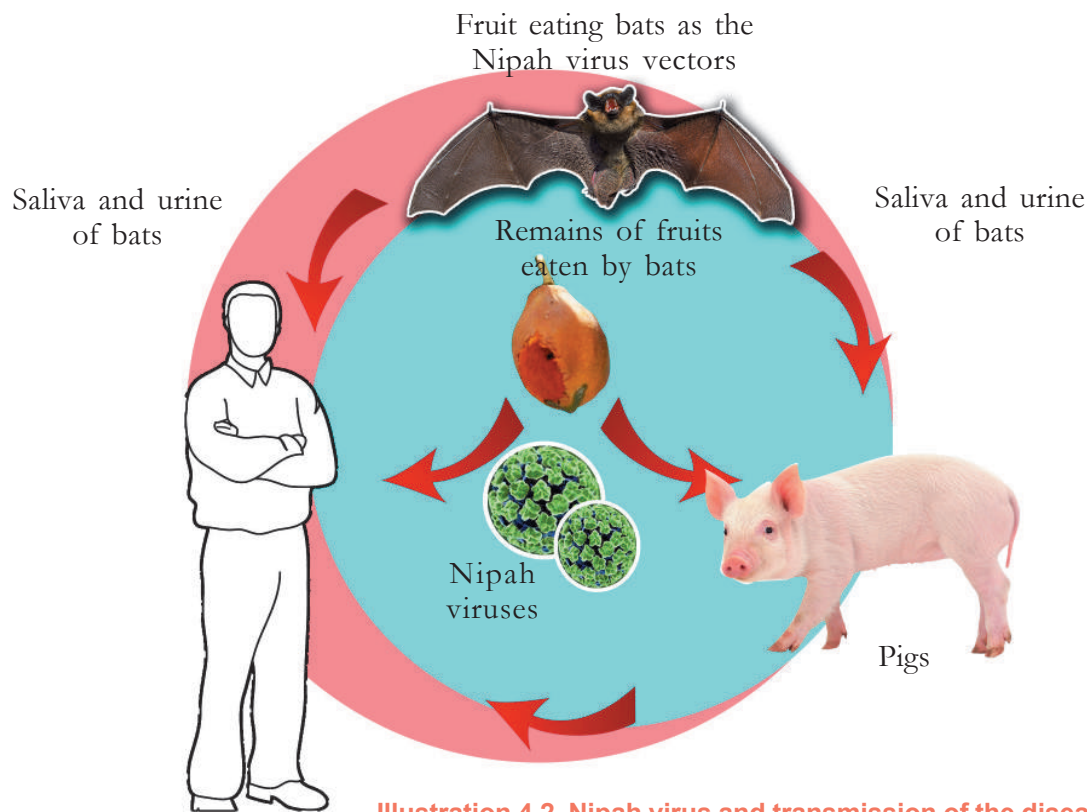 Fruit eating bats as the
Nipah virus vectors
Saliva and urine
of bats
Saliva and urine
of bats
Remains of fruits
eaten by bats
Nipah
viruses
Pigs
Illustration 4.2 Nipah virus and transmission of the